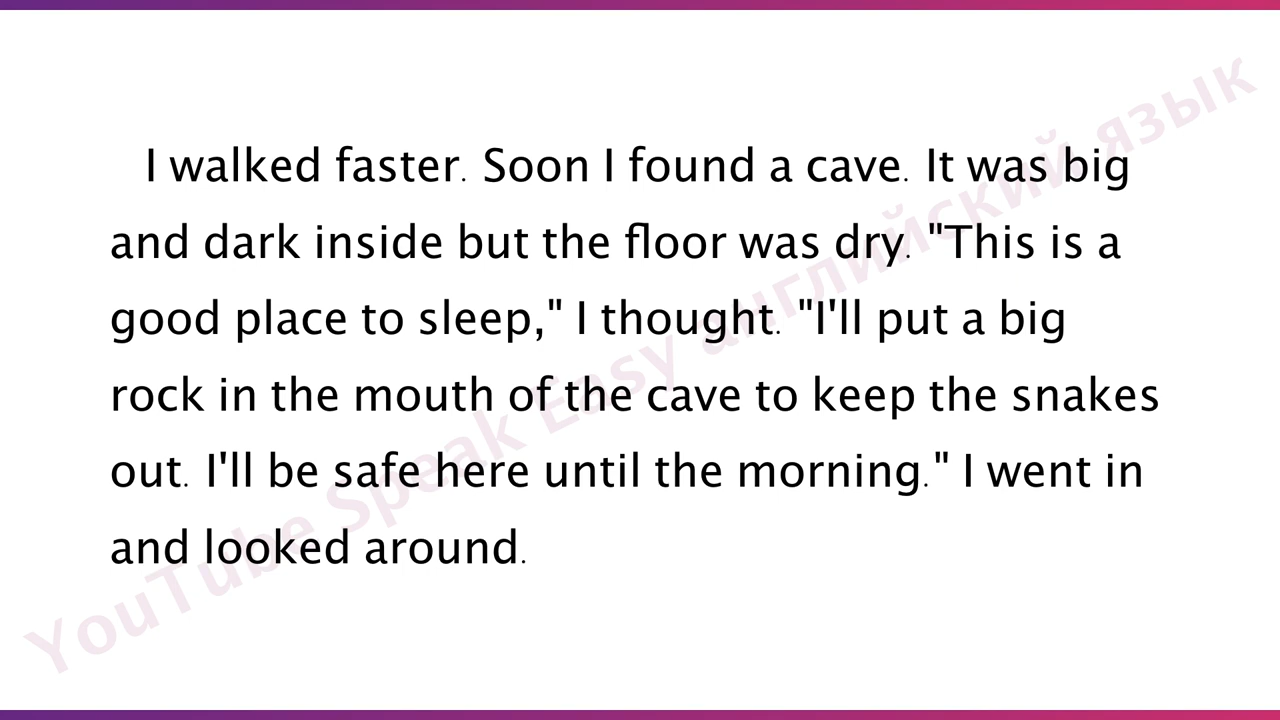 I walked faster. Soon I found a cave. It was big
and dark inside but the floor was dry. "This is a
good place to sleep," I thought. "I'll put a big
rock in the mouth of the cave to keep the snakes
out. I'll be safe here until the morning." I went in
and looked around.
YouTube Speak Easy английский язык